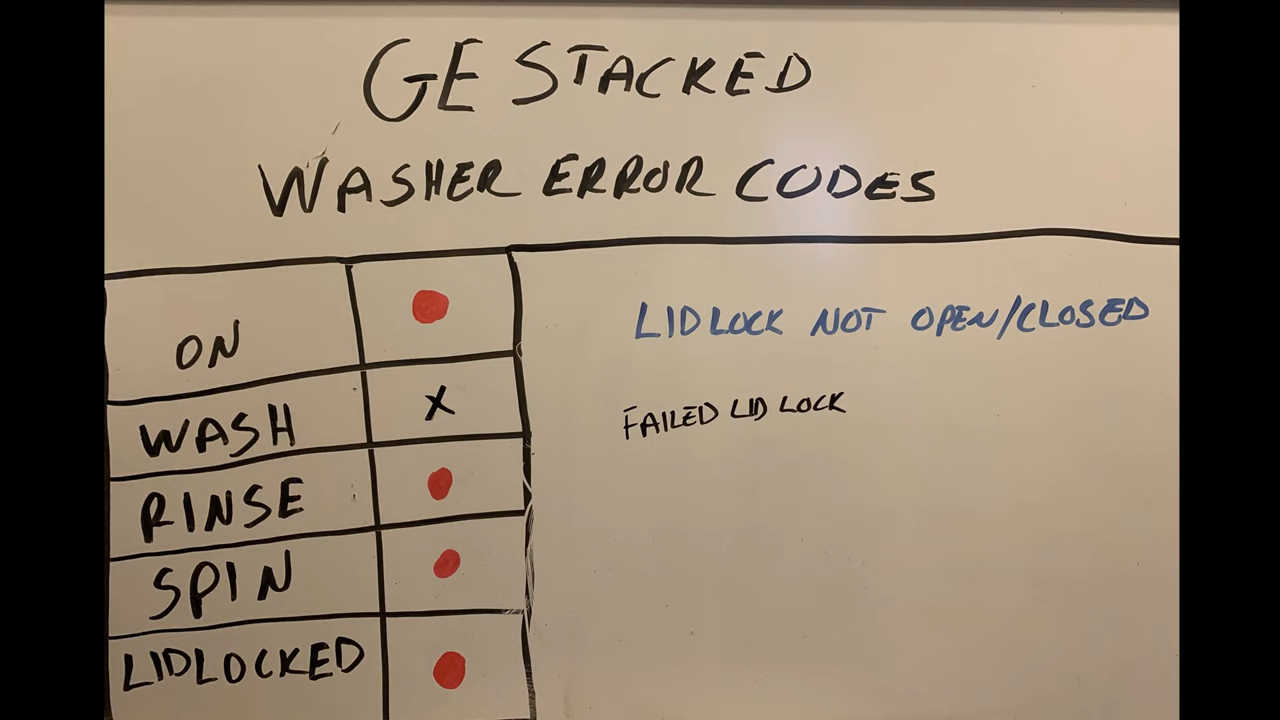 GE STACKED
WASHER ERROR CODES
ON
LIDLOCK NOT OPEN/CLOSED
WASH X
FAILED LID LOCK
RINSE
SPIN
LIDLOCKED